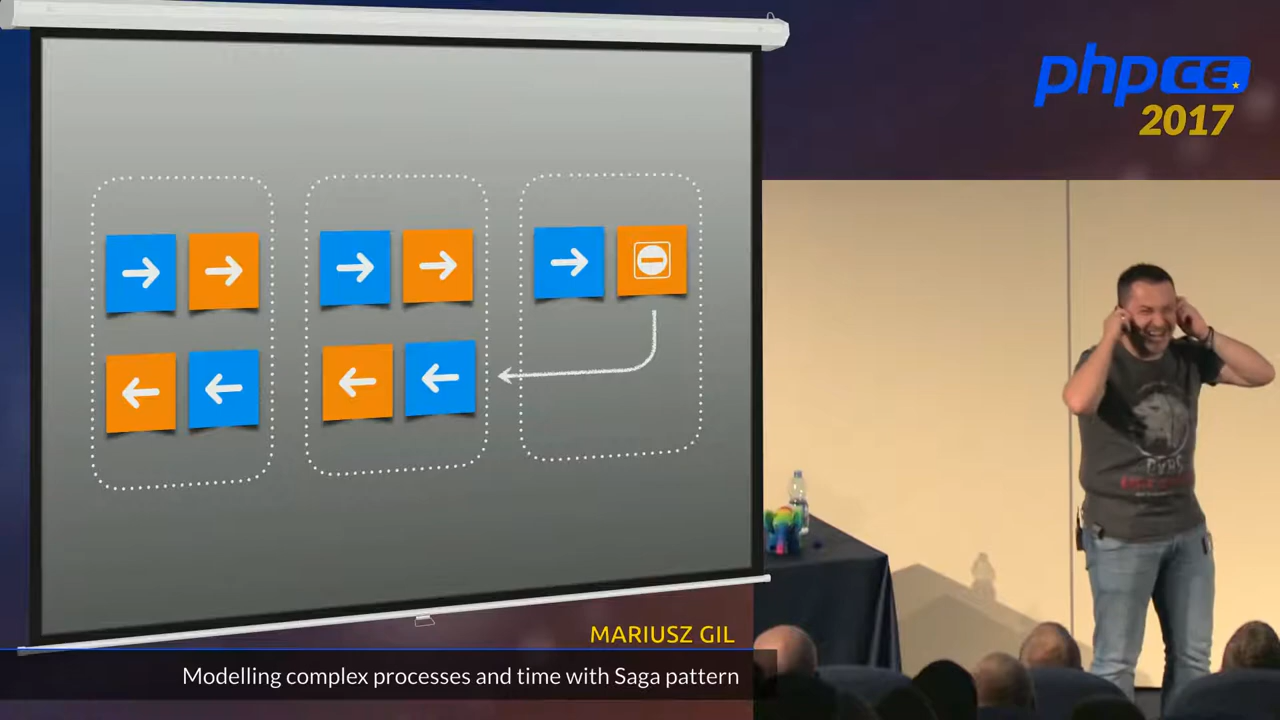 phpCE
2017
MARIUSZ GIL
Modelling complex processes and time with Saga pattern